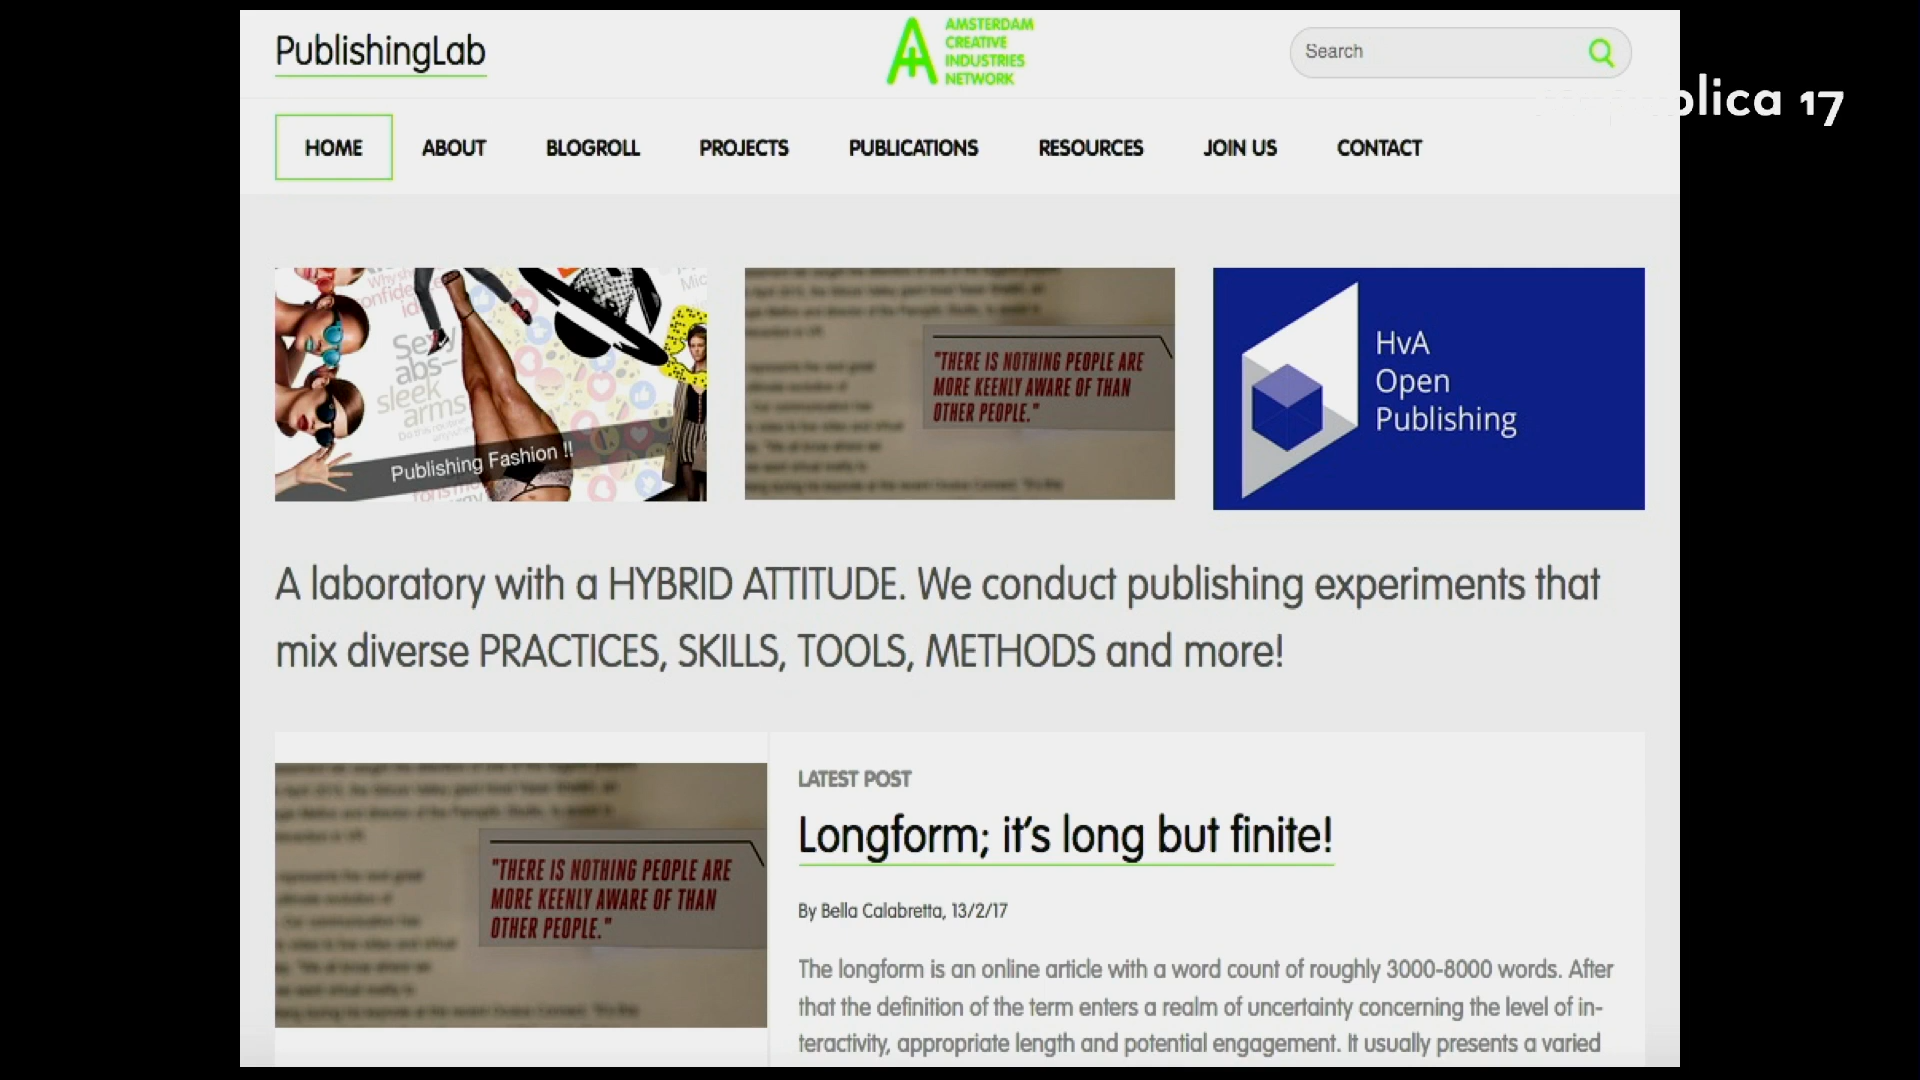 PublishingLab
AMSTERDAM
CREATIVE
INDUSTRIES
NETWORK
Search
blica 17
HOME ABOUT BLOGROLL PROJECTS PUBLICATIONS RESOURCES JOIN US CONTACT
Sexy
abs–
sleek
arms
Publishing Fashion !!
"THERE IS NOTHING PEOPLE ARE
MORE KEENLY AWARE OF THAN
OTHER PEOPLE."
HvA
Open
Publishing
A laboratory with a HYBRID ATTITUDE. We conduct publishing experiments that
mix diverse PRACTICES, SKILLS, TOOLS, METHODS and more!
"THERE IS NOTHING PEOPLE ARE
MORE KEENLY AWARE OF THAN
OTHER PEOPLE."
LATEST POST
Longform; it's long but finite!
By Bella Calabretta, 13/2/17
The longform is an online article with a word count of roughly 3000-8000 words. After
that the definition of the term enters a realm of uncertainty concerning the level of in-
teractivity, appropriate length and potential engagement. It usually presents a varied